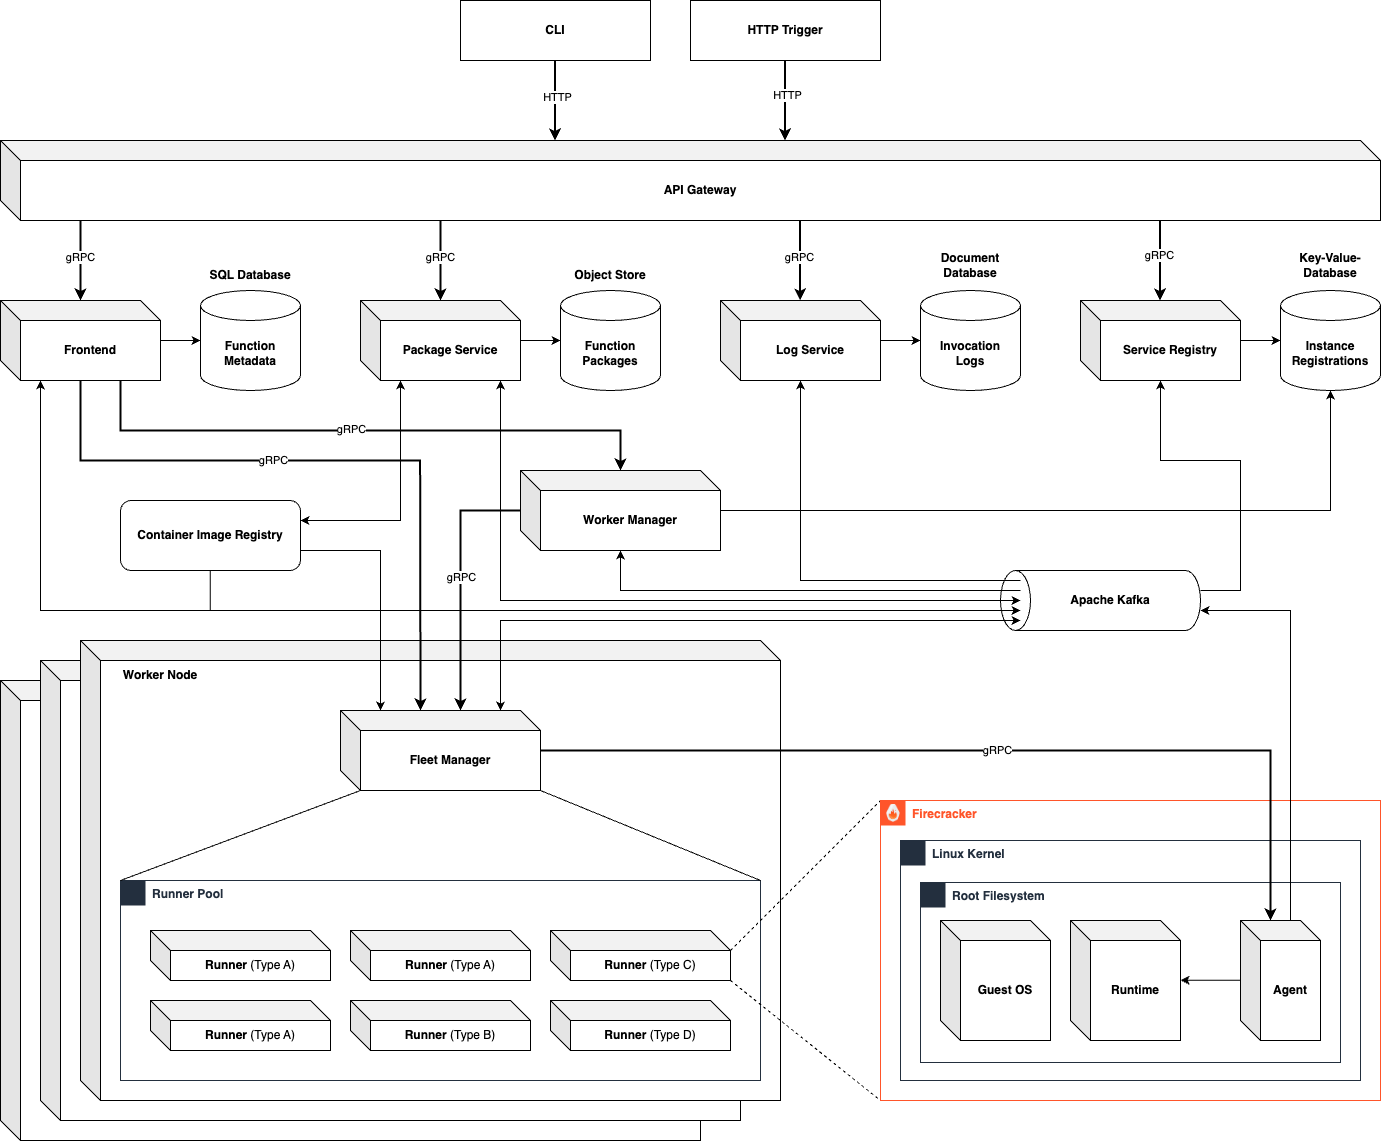 CLI
HTTP Trigger
HTTP
HTTP
API Gateway
gRPC
gRPC
gRPC
gRPC
SQL Database
Object Store
Document
Database
Key-Value-
Database
Frontend
Function
Metadata
Package Service
Function
Packages
Log Service
Invocation
Logs
Service Registry
Instance
Registrations
gRPC
gRPC
Container Image Registry
Worker Manager
gRPC
Apache Kafka
Worker Node
Fleet Manager
gRPC
Firecracker
Linux Kernel
Root Filesystem
Runner Pool
Runner (Type A)
Runner (Type A)
Runner (Type C)
Runner (Type A)
Runner (Type B)
Runner (Type D)
Guest OS
Runtime
Agent